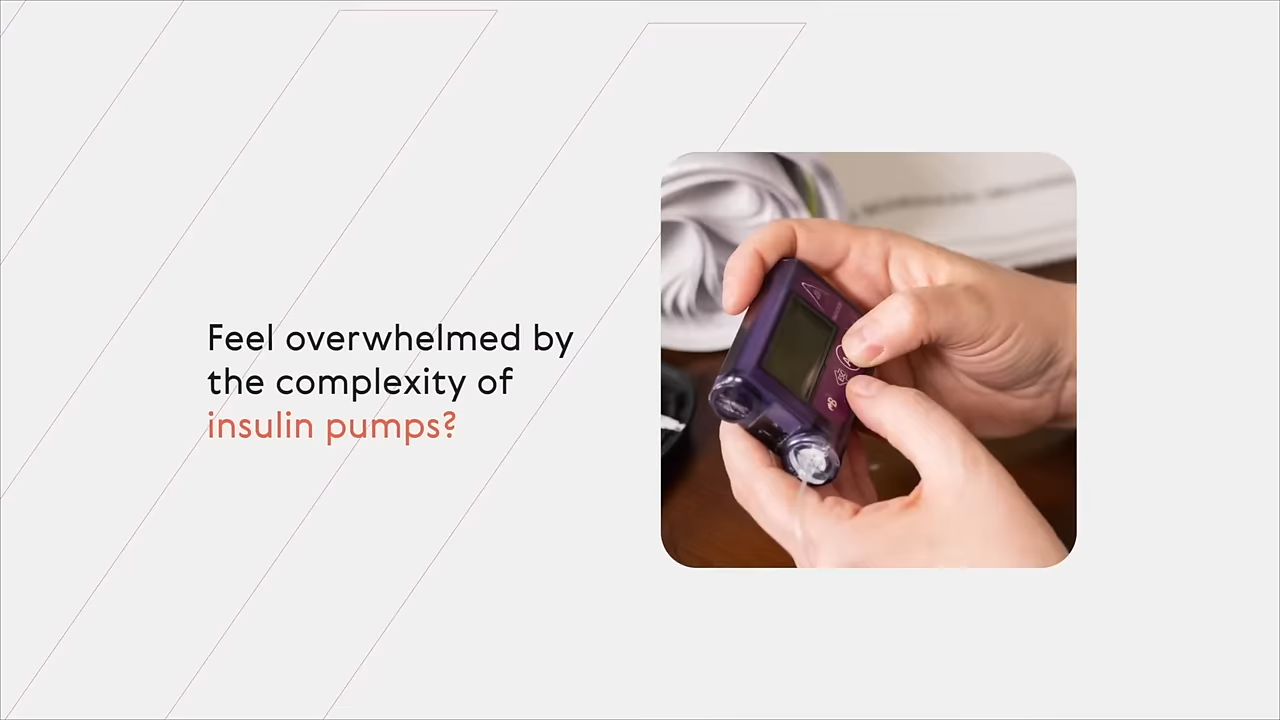 Feel overwhelmed by
the complexity of
insulin pumps?